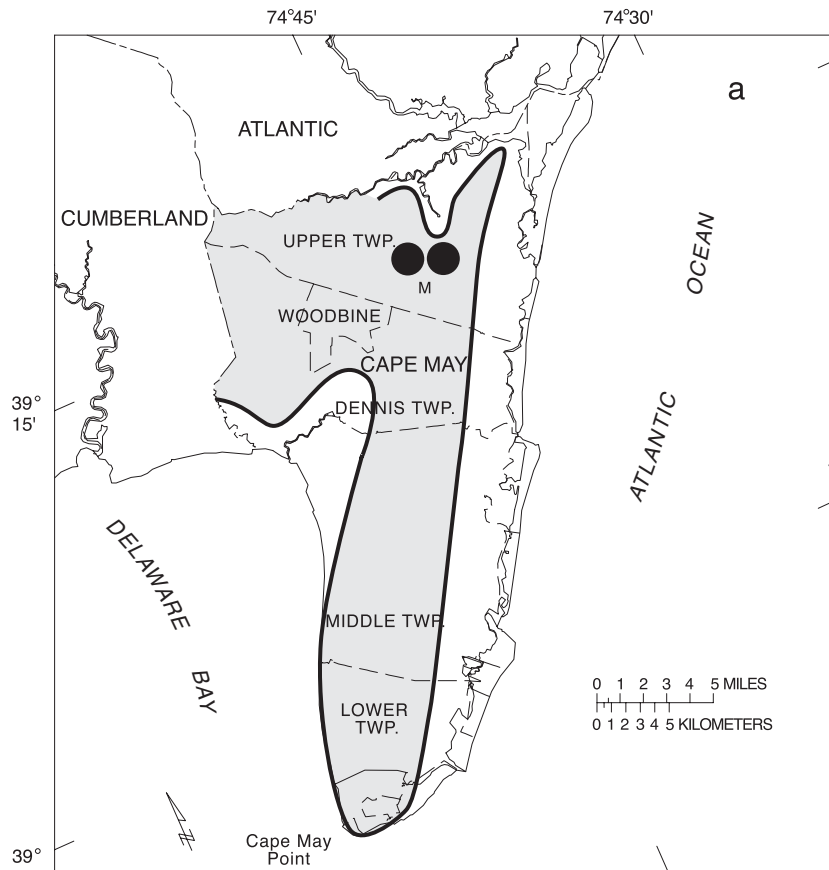 74°45'
74°30'
a
ATLANTIC
CUMBERLAND
UPPER TWP.
OCEAN
M
WOODBINE
CAPE MAY
39°
15'
DENNIS TWP.
ATLANTIC
DELAWARE
BAY
MIDDLE TWP.
0 1 2 3 4 5 MILES
0 1 2 3 4 5 KILOMETERS
LOWER
TWP.
Cape May
Point
39°